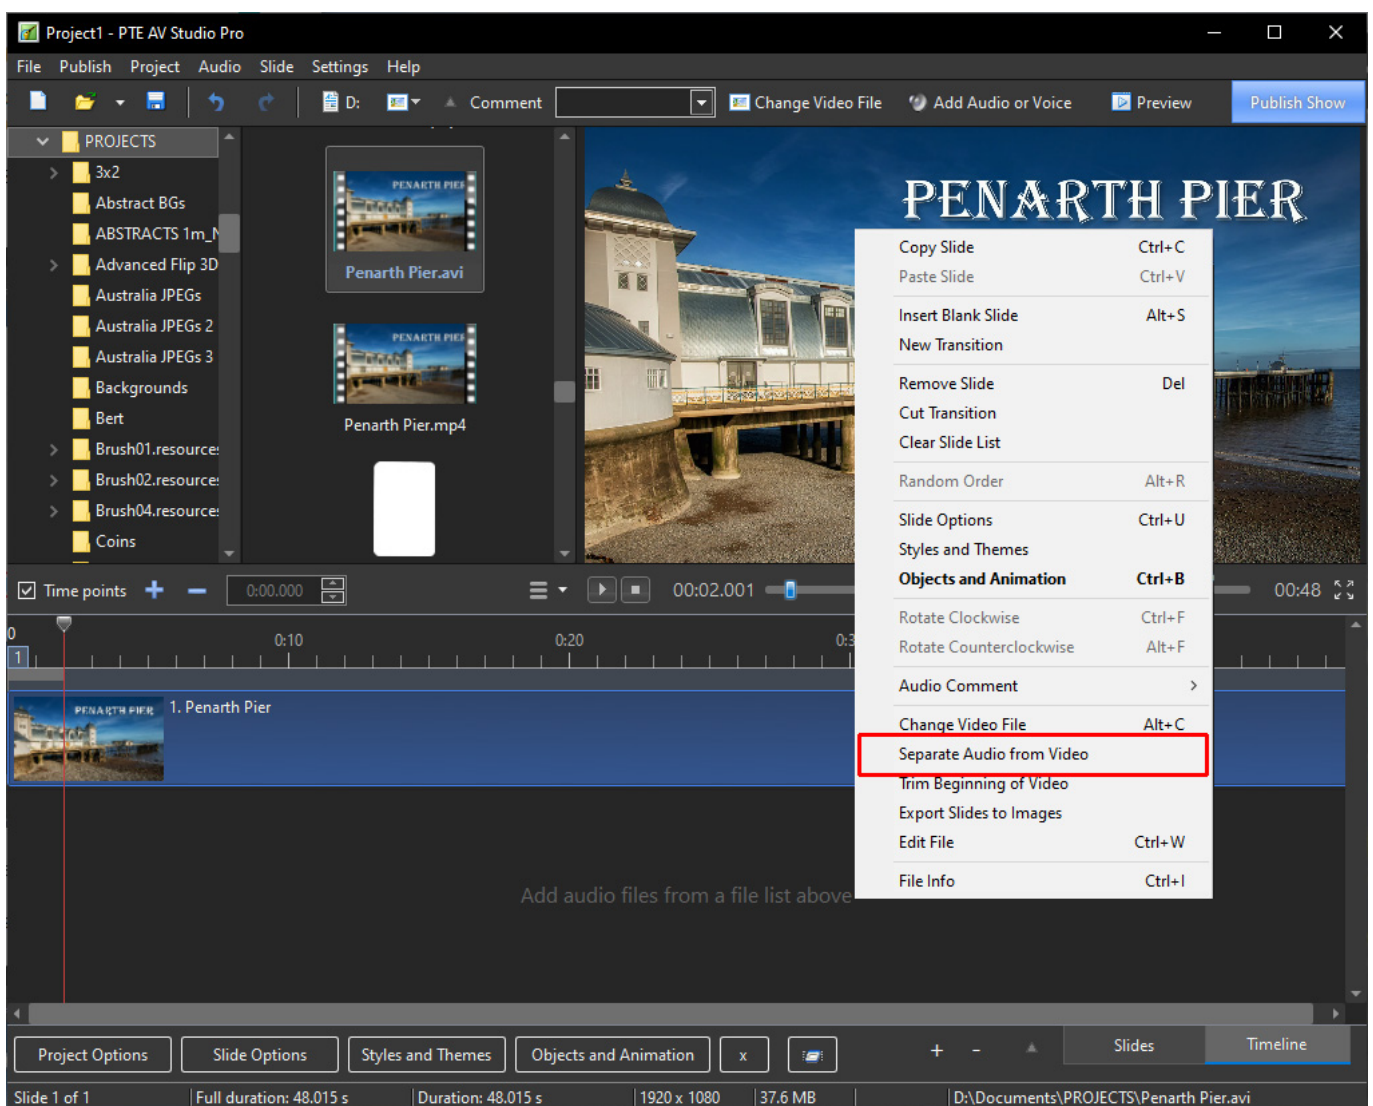 Project1 - PTE AV Studio Pro
File Publish Project Audio Slide Settings Help
D: Comment Change Video File Add Audio or Voice Preview Publish Show
PROJECTS
3x2
Abstract BGs
ABSTRACTS 1m_N
Advanced Flip 3D
Australia JPEGs
Australia JPEGs 2
Australia JPEGs 3
Backgrounds
Bert
Brush01.resource
Brush02.resource
Brush04.resource
Coins
PENARTH PIER
Penarth Pier.avi
PENARTH PIER
Penarth Pier.mp4
PENARTH PIER
Copy Slide Ctrl+C
Paste Slide Ctrl+V
Insert Blank Slide Alt+S
New Transition
Remove Slide Del
Cut Transition
Clear Slide List
Random Order Alt+R
Slide Options Ctrl+U
Styles and Themes
Objects and Animation Ctrl+B
Rotate Clockwise Ctrl+F
Rotate Counterclockwise Alt+F
Audio Comment
Change Video File Alt+C
Separate Audio from Video
Trim Beginning of Video
Export Slides to Images
Edit File Ctrl+W
File Info Ctrl+I
Time points 0:00.000 00:02.001 00:48
0 0:10 0:20 0:3
1
PENARTH PIER
1. Penarth Pier
Add audio files from a file list above
Project Options Slide Options Styles and Themes Objects and Animation x + - Slides Timeline
Slide 1 of 1 Full duration: 48.015 s Duration: 48.015 s 1920 x 1080 37.6 MB D:\Documents\PROJECTS\Penarth Pier.avi